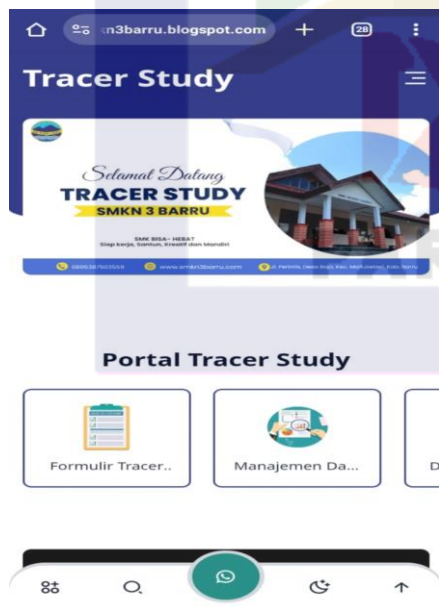 n3barru.blogspot.com
28
Tracer Study
Selamat Datang
TRACER STUDY
SMKN 3 BARRU
SMK BISA- HEBAT
Siap kerja, Santun, Kreatif dan Mandiri
www.smkn3barru.com
Portal Tracer Study
Formulir Tracer..
Manajemen Da...
D